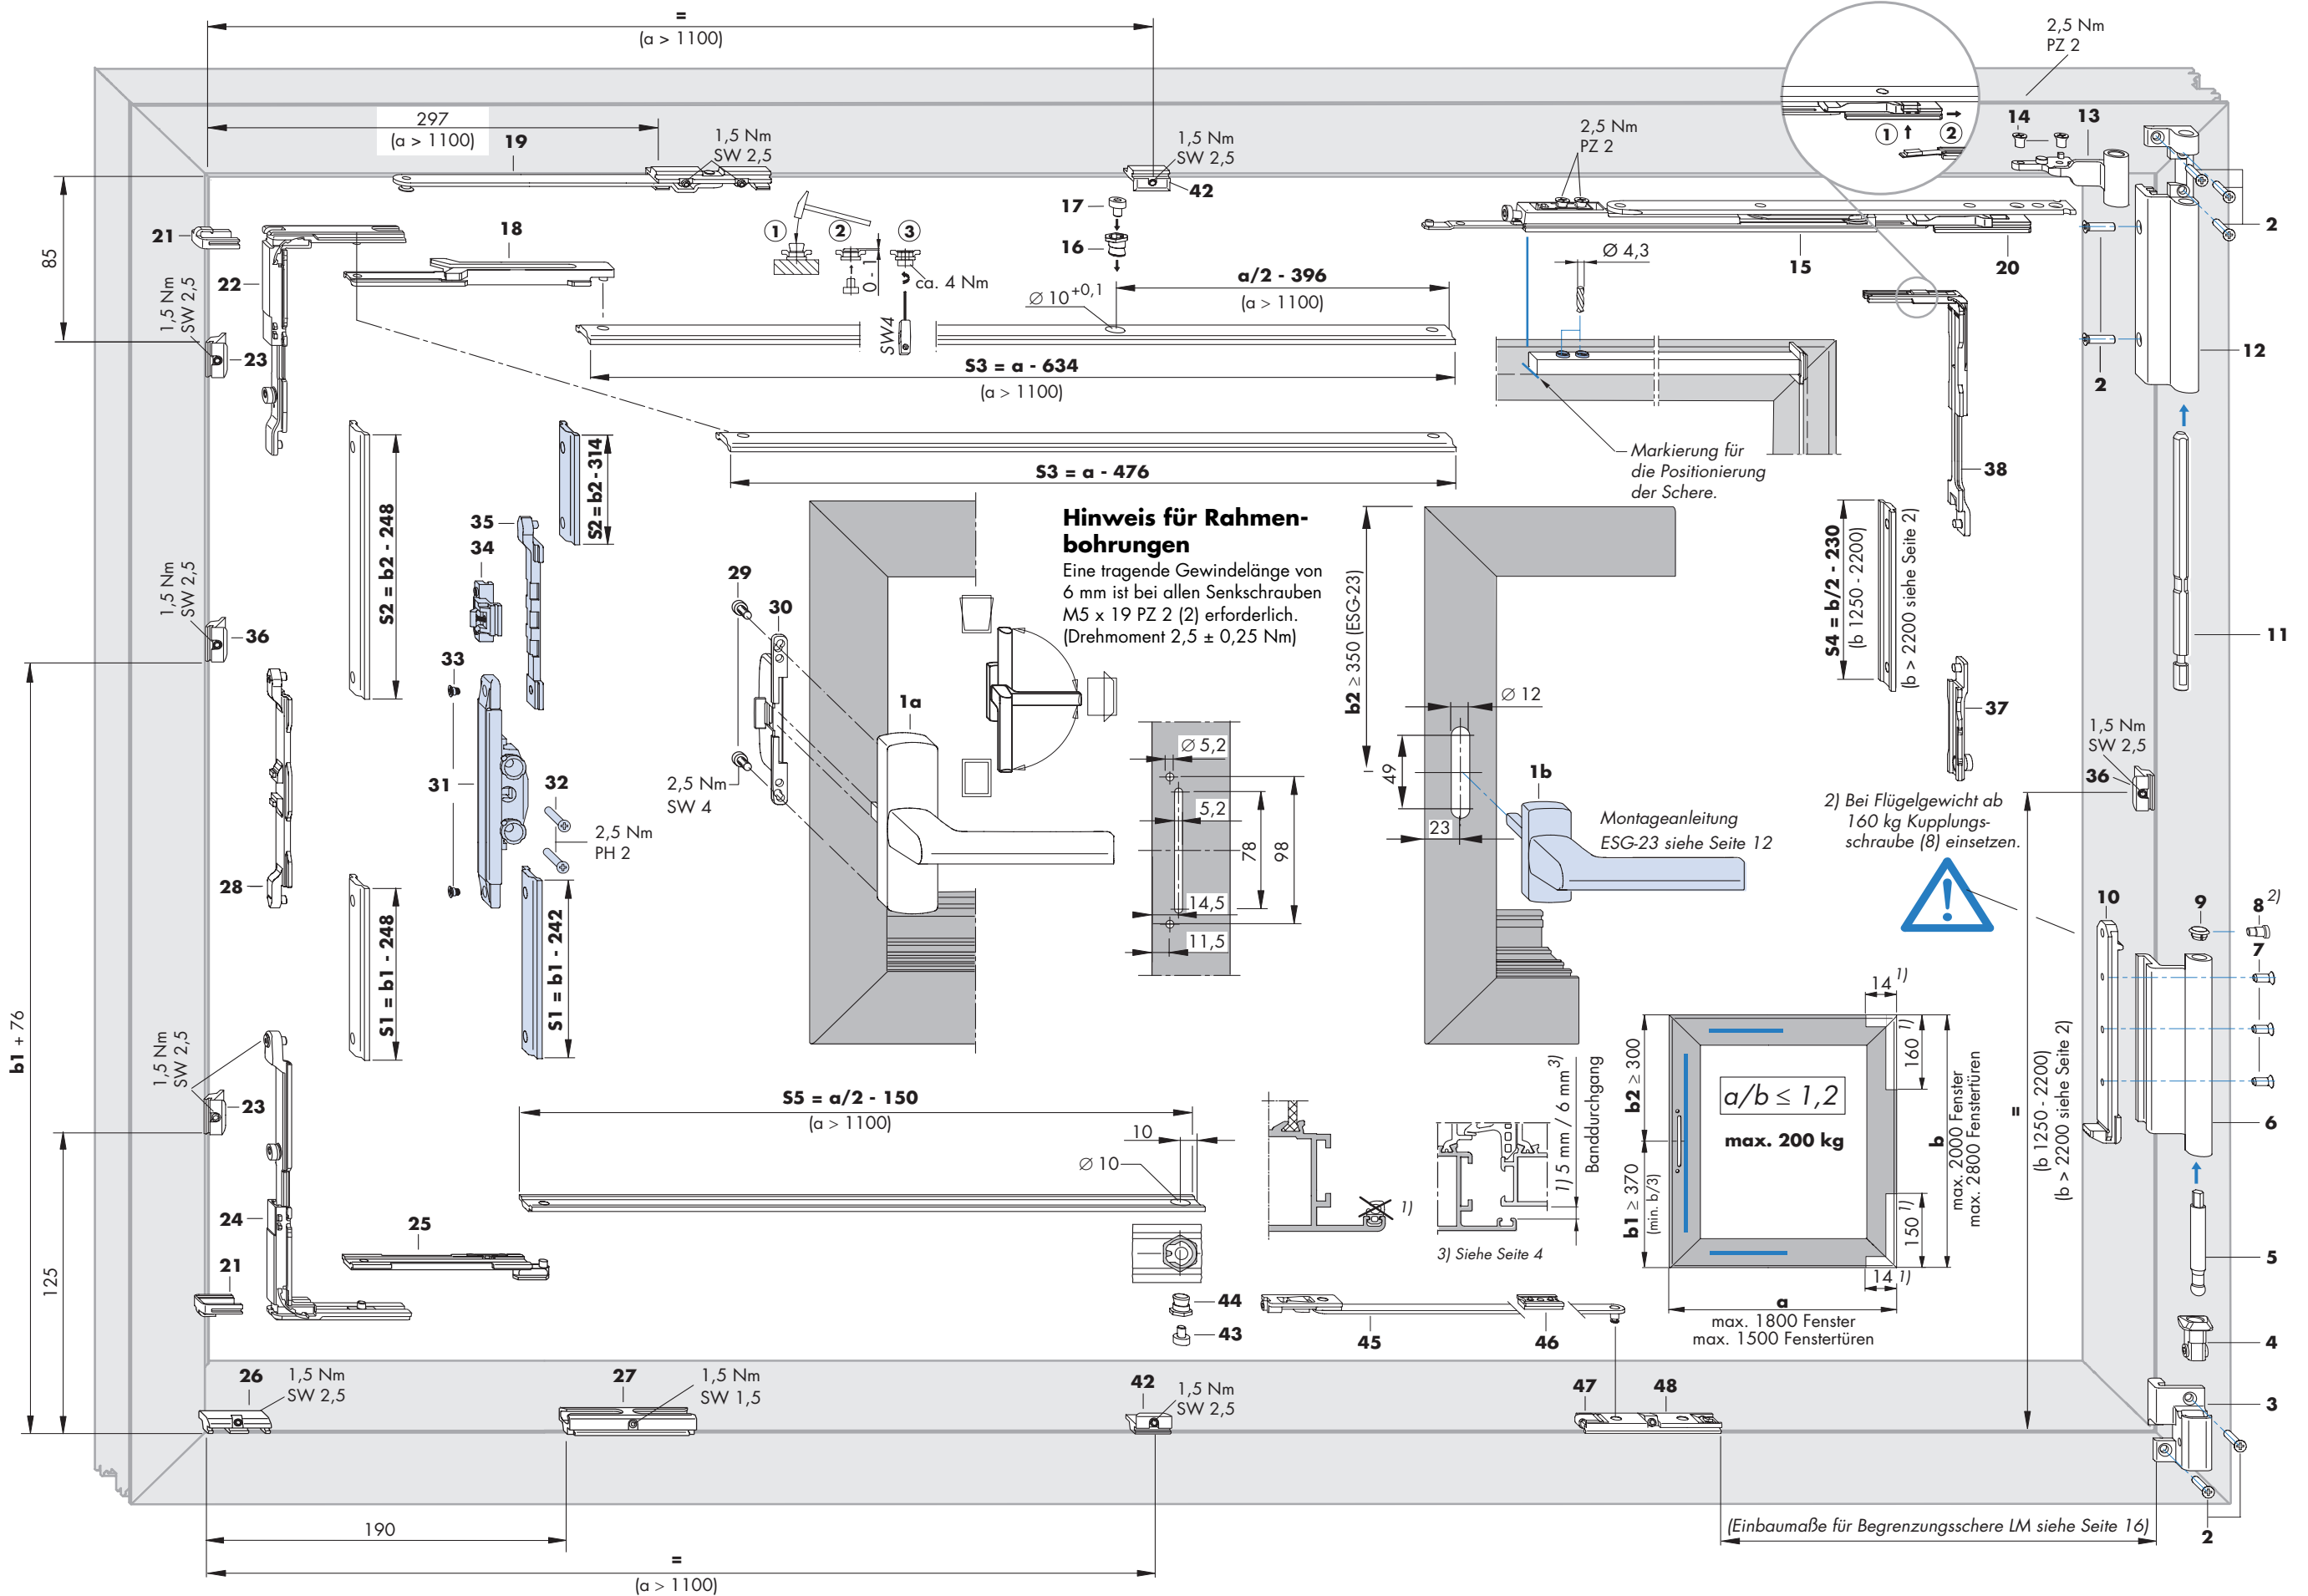 =
(a > 1100)
2,5 Nm
PZ 2
297
(a > 1100)
19
1,5 Nm
SW 2,5
1,5 Nm
SW 2,5
42
2,5 Nm
PZ 2
1
2
14
13
2
85
21
22
18
1
2
3
0 - 1
ca. 4 Nm
SW4
17
16
Ø 10 +0,1
a/2 - 396
(a > 1100)
15
20
Ø 4,3
2
12
1,5 Nm
SW 2,5
23
S3 = a - 634
(a > 1100)
S3 = a - 476
Markierung für
die Positionierung
der Schere.
38
S2 = b2 - 248
S2 = b2 - 314
35
34
33
31
32
2,5 Nm
PH 2
1,5 Nm
SW 2,5
36
28
29
30
2,5 Nm
SW 4
1a
Hinweis für Rahmen-
bohrungen
Eine tragende Gewindelänge von
6 mm ist bei allen Senkschrauben
M5 x 19 PZ 2 (2) erforderlich.
(Drehmoment 2,5 ± 0,25 Nm)
Ø 5,2
5,2
78
98
14,5
11,5
b2 ≥ 350 (ESG-23)
Ø 12
49
23
1b
Montageanleitung
ESG-23 siehe Seite 12
S4 = b/2 - 230
(b 1250 - 2200)
(b > 2200 siehe Seite 2)
37
11
1,5 Nm
SW 2,5
36
2) Bei Flügelgewicht ab
160 kg Kupplungs-
schraube (8) einsetzen.
10
9
8 2)
7
6
5
4
3
2
=
(b 1250 - 2200)
(b > 2200 siehe Seite 2)
b1 + 76
S1 = b1 - 248
S1 = b1 - 242
1,5 Nm
SW 2,5
23
125
24
21
25
S5 = a/2 - 150
(a > 1100)
10
Ø 10
44
43
1)
1) 5 mm / 6 mm 3)
Banddurchgang
3) Siehe Seite 4
14 1)
160 1)
b2 ≥ 300
b1 ≥ 370
(min. b/3)
a/b ≤ 1,2
max. 200 kg
b
max. 2000 Fenster
max. 2800 Fenstertüren
150 1)
14 1)
a
max. 1800 Fenster
max. 1500 Fenstertüren
45
46
26
1,5 Nm
SW 2,5
27
1,5 Nm
SW 1,5
42
1,5 Nm
SW 2,5
47
48
190
=
(a > 1100)
(Einbaumaße für Begrenzungsschere LM siehe Seite 16)